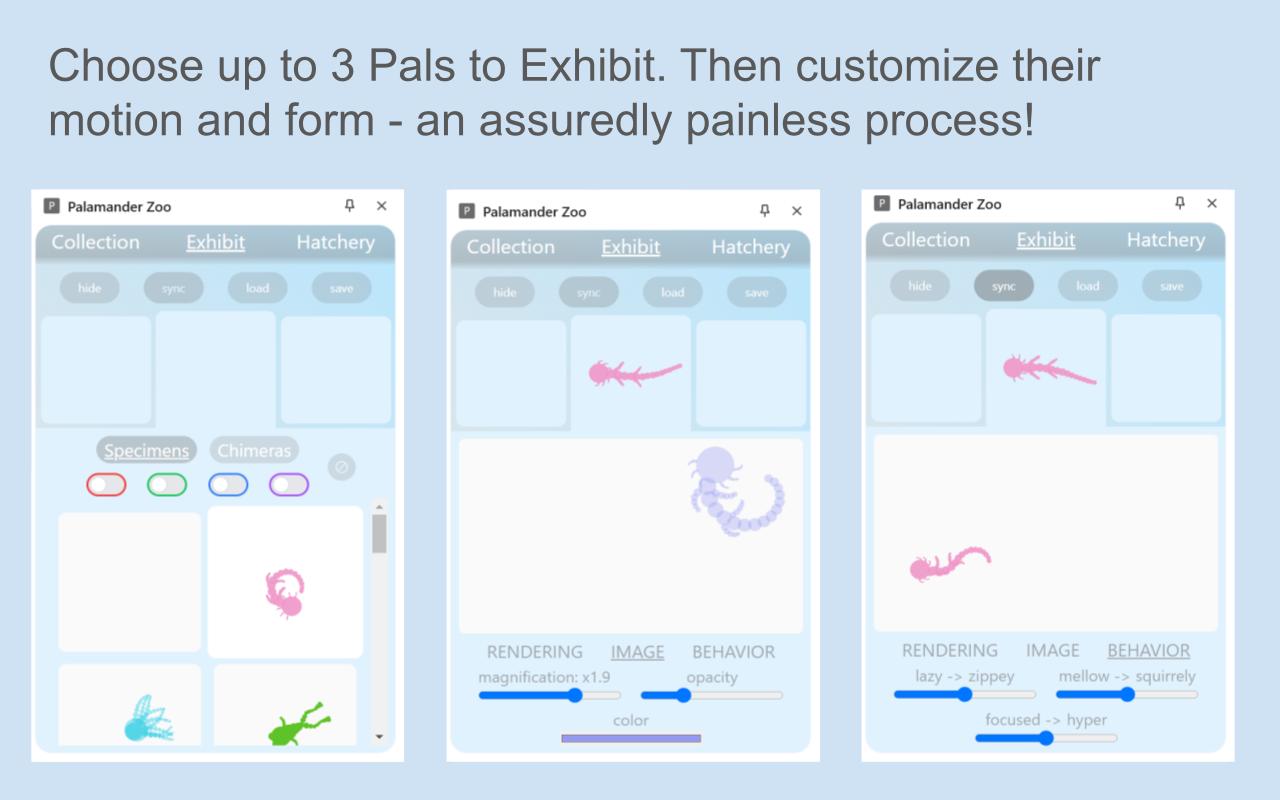 Choose up to 3 Pals to Exhibit. Then customize their
motion and form - an assuredly painless process!
P Palamander Zoo
Collection Exhibit Hatchery
hide sync load save
Specimens Chimeras
P Palamander Zoo
Collection Exhibit Hatchery
hide sync load save
RENDERING IMAGE BEHAVIOR
magnification: x1.9 opacity
color
P Palamander Zoo
Collection Exhibit Hatchery
hide sync load save
RENDERING IMAGE BEHAVIOR
lazy -> zippey mellow -> squirrely
focused -> hyper